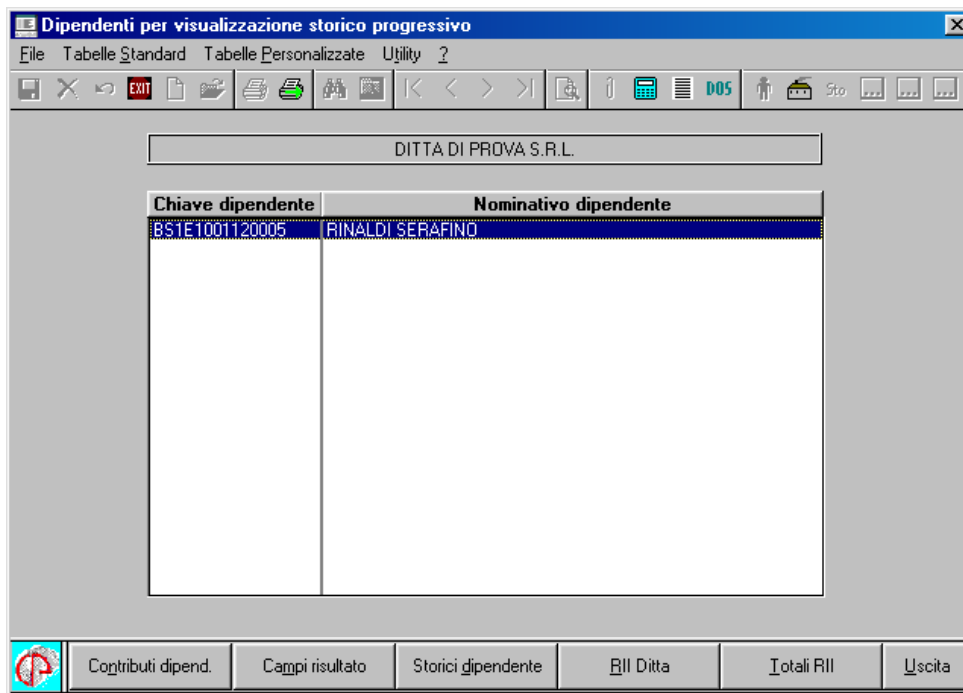 Dipendenti per visualizzazione storico progressivo
File Tabelle Standard Tabelle Personalizzate Utility ?
EXIT DOS Sto ... ... ...
DITTA DI PROVA S.R.L.
Chiave dipendente Nominativo dipendente
BS1E1001120005 RINALDI SERAFINO
Contributi dipend. Campi risultato Storici dipendente RII Ditta Totali RII Uscita